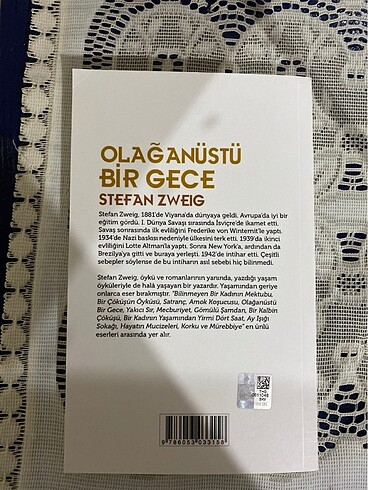 OLAĞANÜSTÜ
BİR GECE
STEFAN ZWEIG
Stefan Zweig, 1881'de Viyana'da dünyaya geldi. Avrupa'da iyi bir
eğitim gördü. I. Dünya Savaşı sırasında İsviçre'de ikamet etti.
Savaş sonrasında ilk evliliğini Frederike von Wintemit'le yaptı.
1934'de Nazi baskısı nedeniyle ülkesini terk etti. 1939'da ikinci
evliliğini Lotte Altman'la yaptı. Sonra New York'a, ardından da
Brezilya'ya gitti ve buraya yerleşti. 1942'de intihar etti. Çeşitli
sebepler söylense de bu intiharın asıl sebebi hiç bilinmedi.
Stefan Zweig, öykü ve romanlarının yanında, yazdığı yaşam
öyküleriyle de halâ yaşayan bir yazardır. Yaşamından geriye
onlarca eser bırakmıştır. "Bilinmeyen Bir Kadının Mektubu,
Bir Çöküşün Öyküsü, Satranç, Amok Koşucusu, Olağanüstü
Bir Gece, Yakıcı Sır, Mecburiyet, Gömülü Şamdan, Bir Kalbin
Çöküşü, Bir Kadının Yaşamından Yirmi Dört Saat, Ay Işığı
Sokağı, Hayatın Mucizeleri, Korku ve Mürebbiye" en ünlü
eserleri arasında yer alır.
9 786053 033158